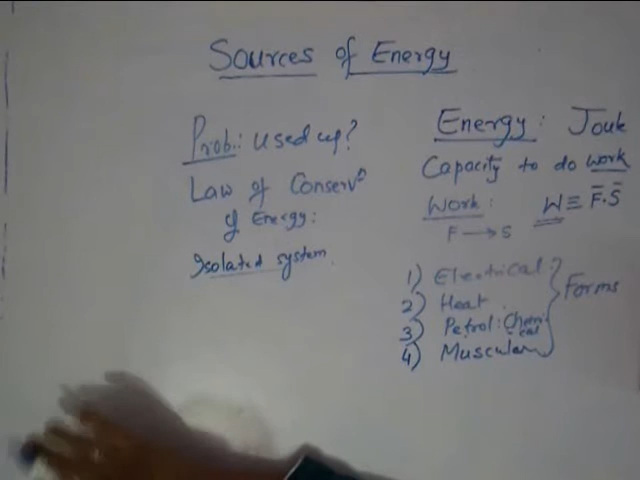 Sources of Energy
Prob.: Used up?
Law of Conservⁿ
of Energy:
Isolated system
Energy: Joule
Capacity to do work
Work: W ≡ F̄.S̄
F → S
1) Electrical
2) Heat
3) Petrol: Chemical
4) Muscular
Forms